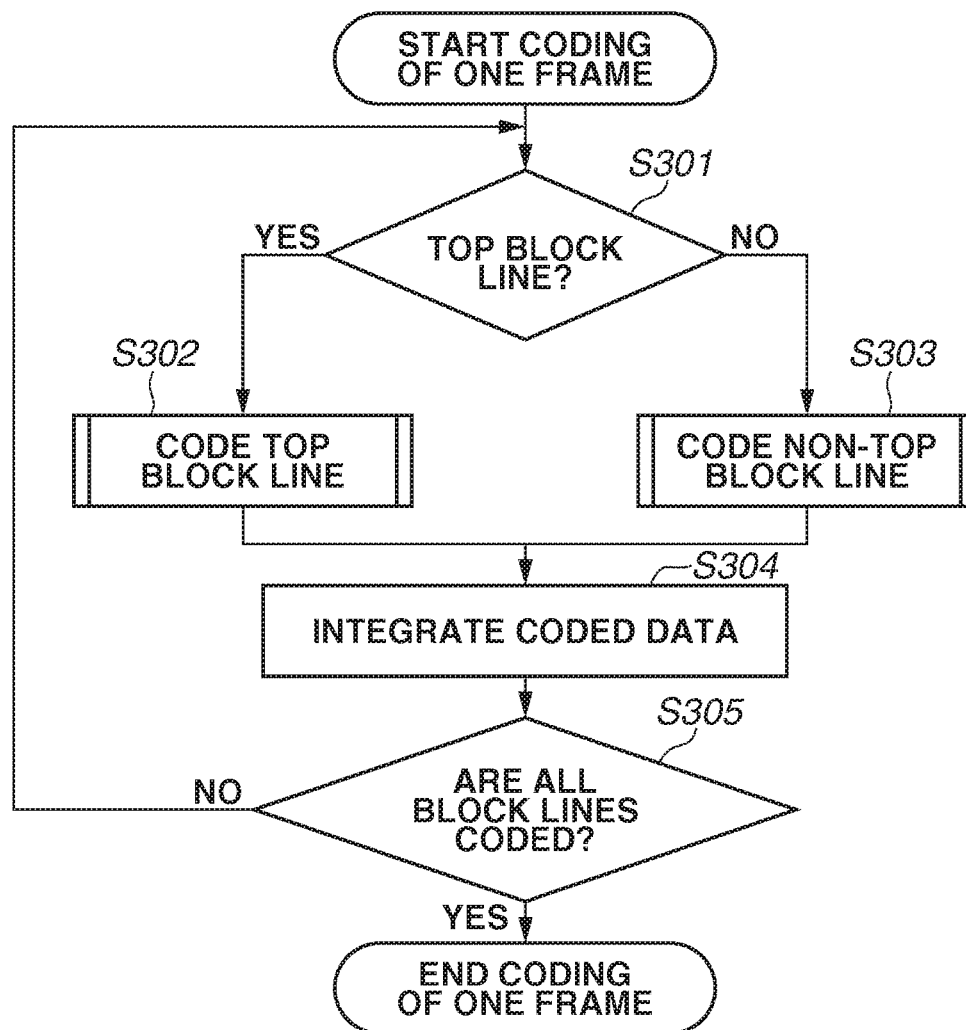 START CODING
OF ONE FRAME
S301
YES
NO
TOP BLOCK
LINE?
S302
S303
CODE TOP
BLOCK LINE
CODE NON-TOP
BLOCK LINE
S304
INTEGRATE CODED DATA
S305
NO
ARE ALL
BLOCK LINES
CODED?
YES
END CODING
OF ONE FRAME